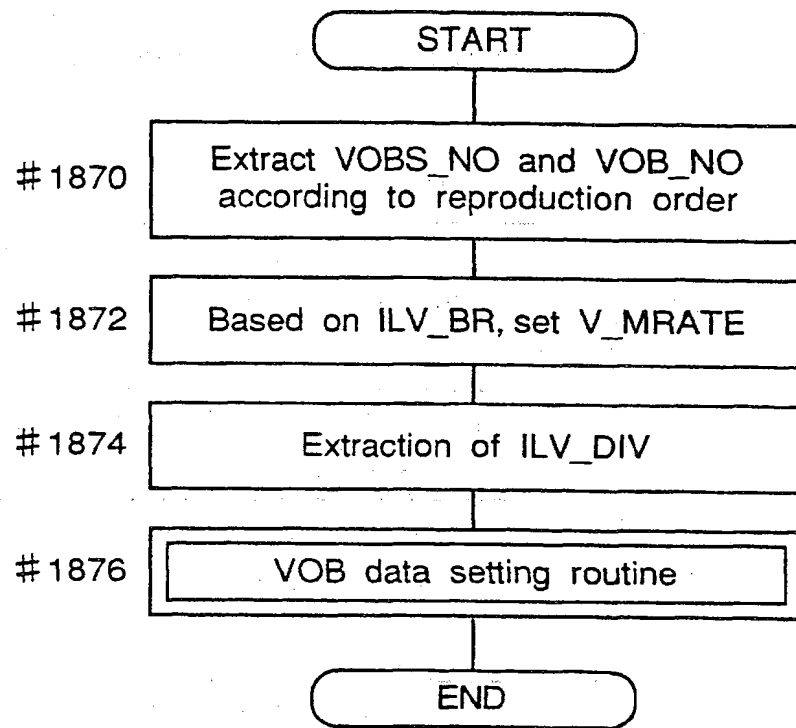 START
#1870
Extract VOBS_NO and VOB_NO
according to reproduction order
#1872
Based on ILV_BR, set V_MRATE
#1874
Extraction of ILV_DIV
#1876
VOB data setting routine
END